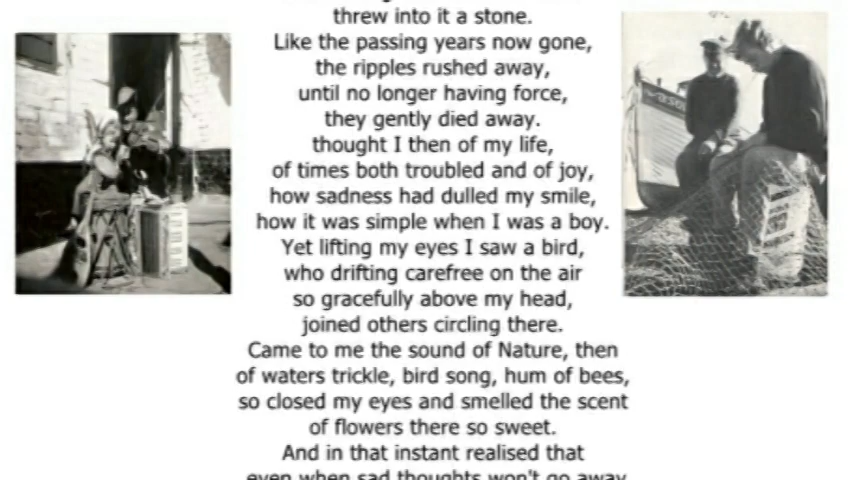 threw into it a stone.
Like the passing years now gone,
the ripples rushed away,
until no longer having force,
they gently died away.
thought I then of my life,
of times both troubled and of joy,
how sadness had dulled my smile,
how it was simple when I was a boy.
Yet lifting my eyes I saw a bird,
who drifting carefree on the air
so gracefully above my head,
joined others circling there.
Came to me the sound of Nature, then
of waters trickle, bird song, hum of bees,
so closed my eyes and smelled the scent
of flowers there so sweet.
And in that instant realised that
even when sad thoughts won't go away